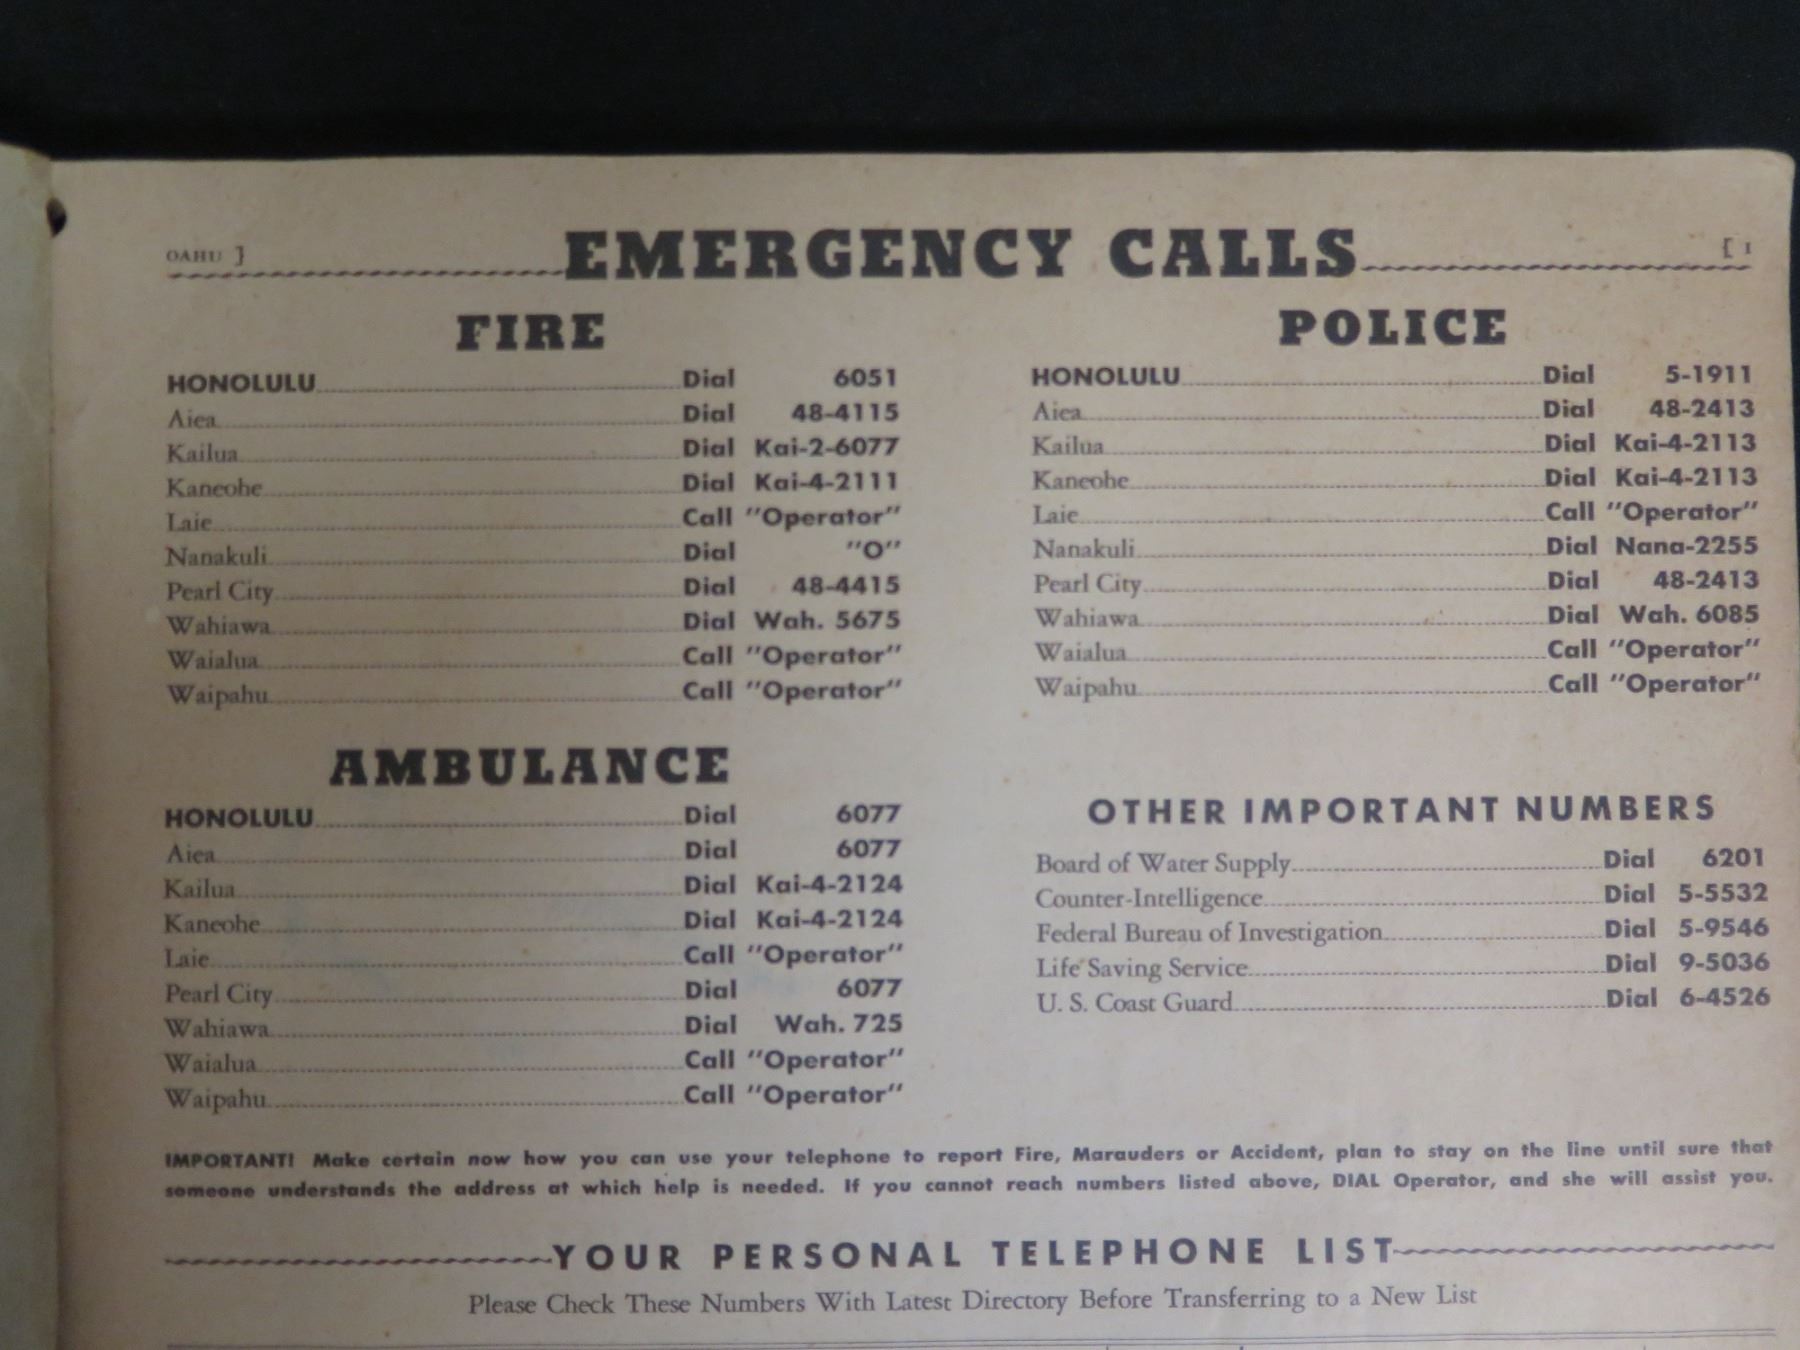 OAHU }
EMERGENCY CALLS
[ 1
FIRE
HONOLULU Dial 6051
Aiea Dial 48-4115
Kailua Dial Kai-2-6077
Kaneohe Dial Kai-4-2111
Laie Call "Operator"
Nanakuli Dial "O"
Pearl City Dial 48-4415
Wahiawa Dial Wah. 5675
Waialua Call "Operator"
Waipahu Call "Operator"
AMBULANCE
HONOLULU Dial 6077
Aiea Dial 6077
Kailua Dial Kai-4-2124
Kaneohe Dial Kai-4-2124
Laie Call "Operator"
Pearl City Dial 6077
Wahiawa Dial Wah. 725
Waialua Call "Operator"
Waipahu Call "Operator"
POLICE
HONOLULU Dial 5-1911
Aiea Dial 48-2413
Kailua Dial Kai-4-2113
Kaneohe Dial Kai-4-2113
Laie Call "Operator"
Nanakuli Dial Nana-2255
Pearl City Dial 48-2413
Wahiawa Dial Wah. 6085
Waialua Call "Operator"
Waipahu Call "Operator"
OTHER IMPORTANT NUMBERS
Board of Water Supply Dial 6201
Counter-Intelligence Dial 5-5532
Federal Bureau of Investigation Dial 5-9546
Life Saving Service Dial 9-5036
U. S. Coast Guard Dial 6-4526
IMPORTANT! Make certain now how you can use your telephone to report Fire, Marauders or Accident, plan to stay on the line until sure that
someone understands the address at which help is needed. If you cannot reach numbers listed above, DIAL Operator, and she will assist you.
YOUR PERSONAL TELEPHONE LIST
Please Check These Numbers With Latest Directory Before Transferring to a New List